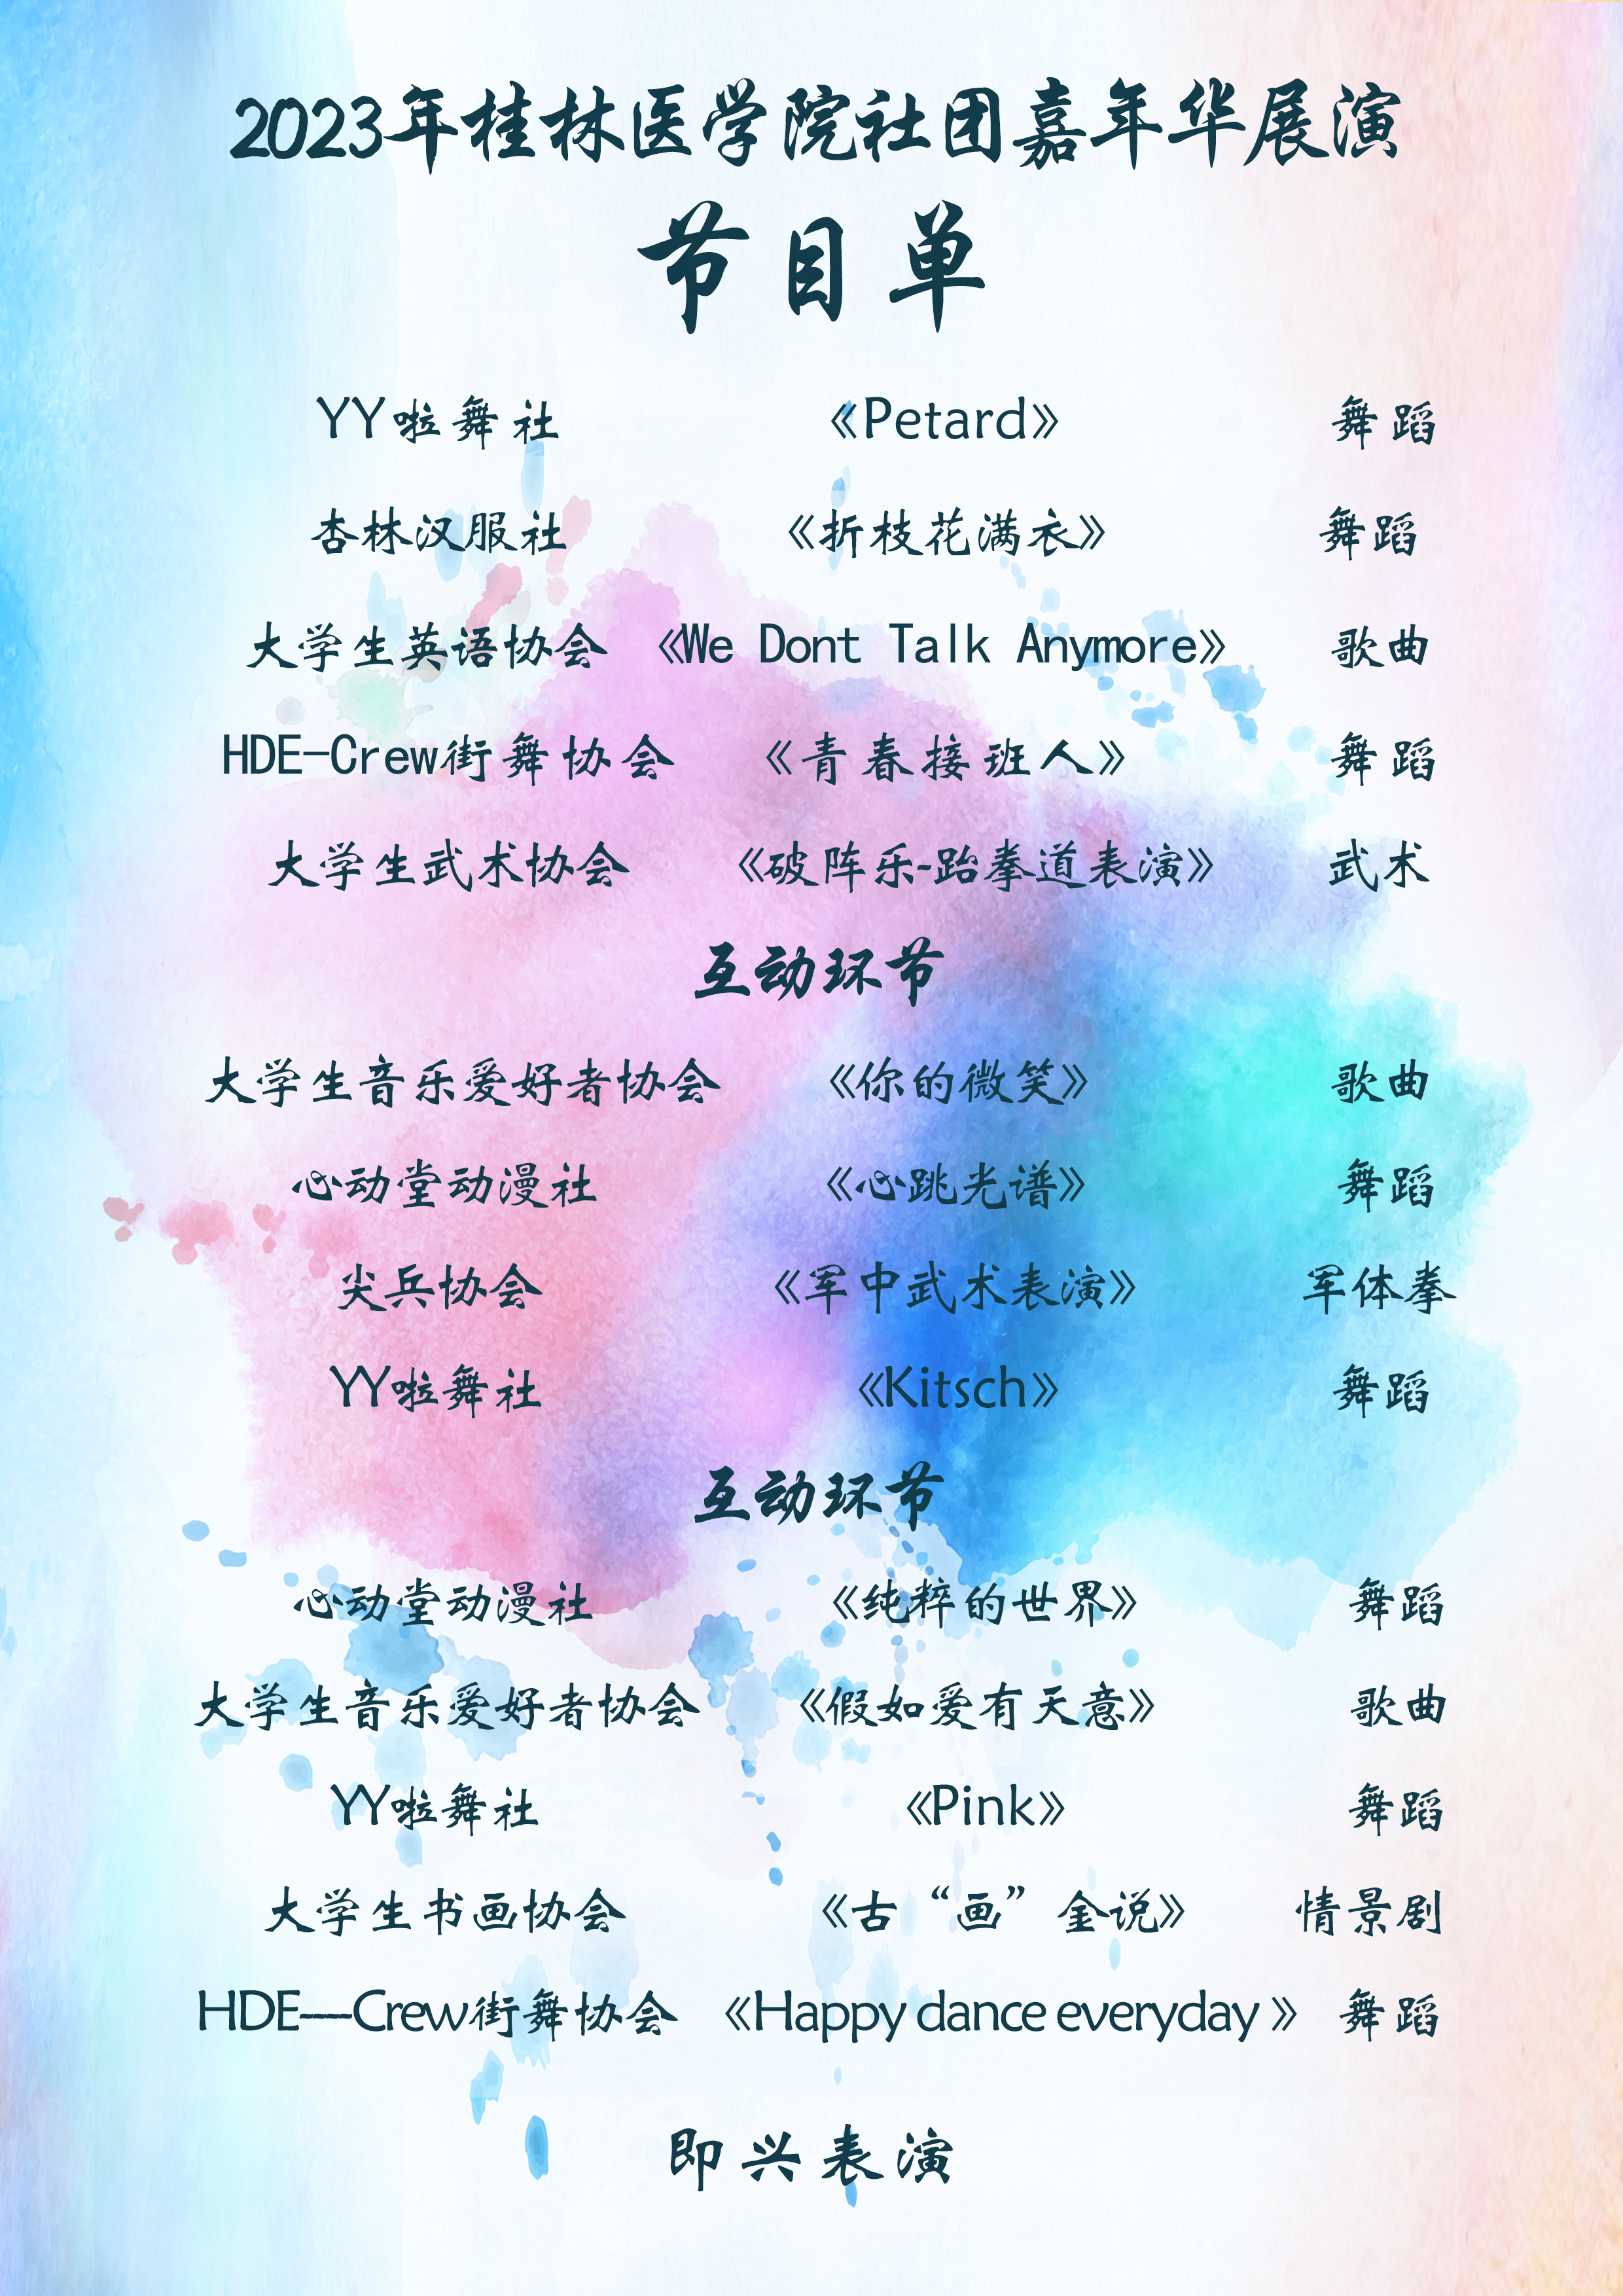 2023年桂林医学院社团嘉年华展演
节目单
YY啦舞社 《Petard》 舞蹈
杏林汉服社 《折枝花满衣》 舞蹈
大学生英语协会 《We Dont Talk Anymore》 歌曲
HDE-Crew街舞协会 《青春接班人》 舞蹈
大学生武术协会 《破阵乐-跆拳道表演》 武术
互动环节
大学生音乐爱好者协会 《你的微笑》 歌曲
心动堂动漫社 《心跳光谱》 舞蹈
尖兵协会 《军中武术表演》 军体拳
YY啦舞社 《Kitsch》 舞蹈
互动环节
心动堂动漫社 《纯粹的世界》 舞蹈
大学生音乐爱好者协会 《假如爱有天意》 歌曲
YY啦舞社 《Pink》 舞蹈
大学生书画协会 《古“画”金说》 情景剧
HDE—Crew街舞协会 《Happy dance everyday 》 舞蹈
即兴表演